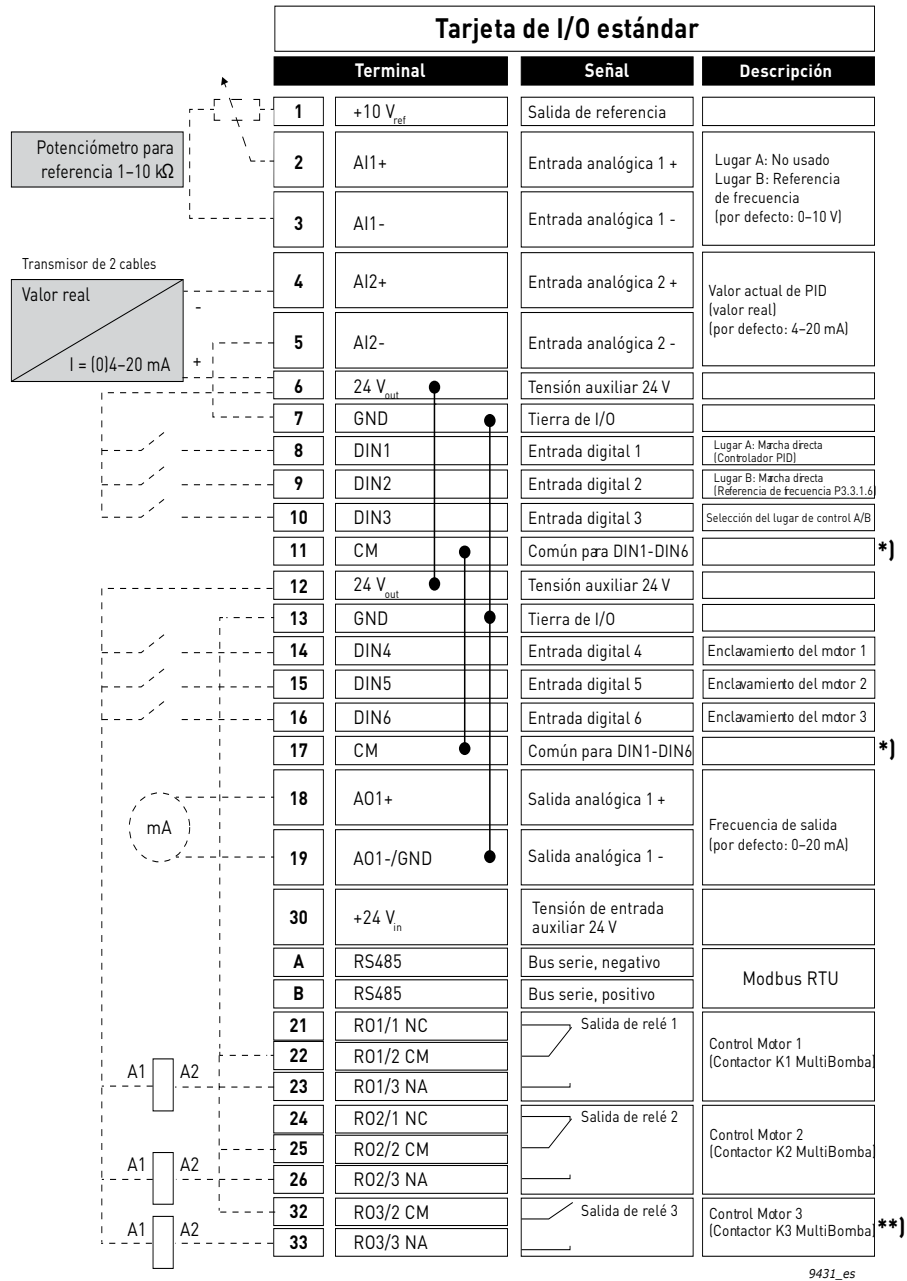 Tarjeta de I/O estándar
Terminal Señal Descripción
1 +10 Vref Salida de referencia
Potenciómetro para
referencia 1–10 kΩ
2 AI1+ Entrada analógica 1 +
Lugar A: No usado
Lugar B: Referencia
de frecuencia
(por defecto: 0–10 V)
3 AI1- Entrada analógica 1 -
Transmisor de 2 cables
Valor real
-
I = (0)4–20 mA
+
4 AI2+ Entrada analógica 2 +
Valor actual de PID
(valor real)
(por defecto: 4–20 mA)
5 AI2- Entrada analógica 2 -
6 24 Vout Tensión auxiliar 24 V
7 GND Tierra de I/O
8 DIN1 Entrada digital 1
Lugar A: Marcha directa
(Controlador PID)
9 DIN2 Entrada digital 2
Lugar B: Marcha directa
(Referencia de frecuencia P3.3.1.6)
10 DIN3 Entrada digital 3 Selección del lugar de control A/B
11 CM Común para DIN1-DIN6 *)
12 24 Vout Tensión auxiliar 24 V
13 GND Tierra de I/O
14 DIN4 Entrada digital 4 Enclavamiento del motor 1
15 DIN5 Entrada digital 5 Enclavamiento del motor 2
16 DIN6 Entrada digital 6 Enclavamiento del motor 3
17 CM Común para DIN1-DIN6 *)
mA
18 AO1+ Salida analógica 1 +
Frecuencia de salida
(por defecto: 0–20 mA)
19 AO1-/GND Salida analógica 1 -
30 +24 Vin Tensión de entrada
auxiliar 24 V
A RS485 Bus serie, negativo
Modbus RTU
B RS485 Bus serie, positivo
21 RO1/1 NC Salida de relé 1
22 RO1/2 CM
Control Motor 1
(Contactor K1 MultiBomba)
A1 A2
23 RO1/3 NA
24 RO2/1 NC Salida de relé 2
25 RO2/2 CM
Control Motor 2
(Contactor K2 MultiBomba)
A1 A2
26 RO2/3 NA
32 RO3/2 CM Salida de relé 3
Control Motor 3
(Contactor K3 MultiBomba) **)
A1 A2
33 RO3/3 NA
9431_es